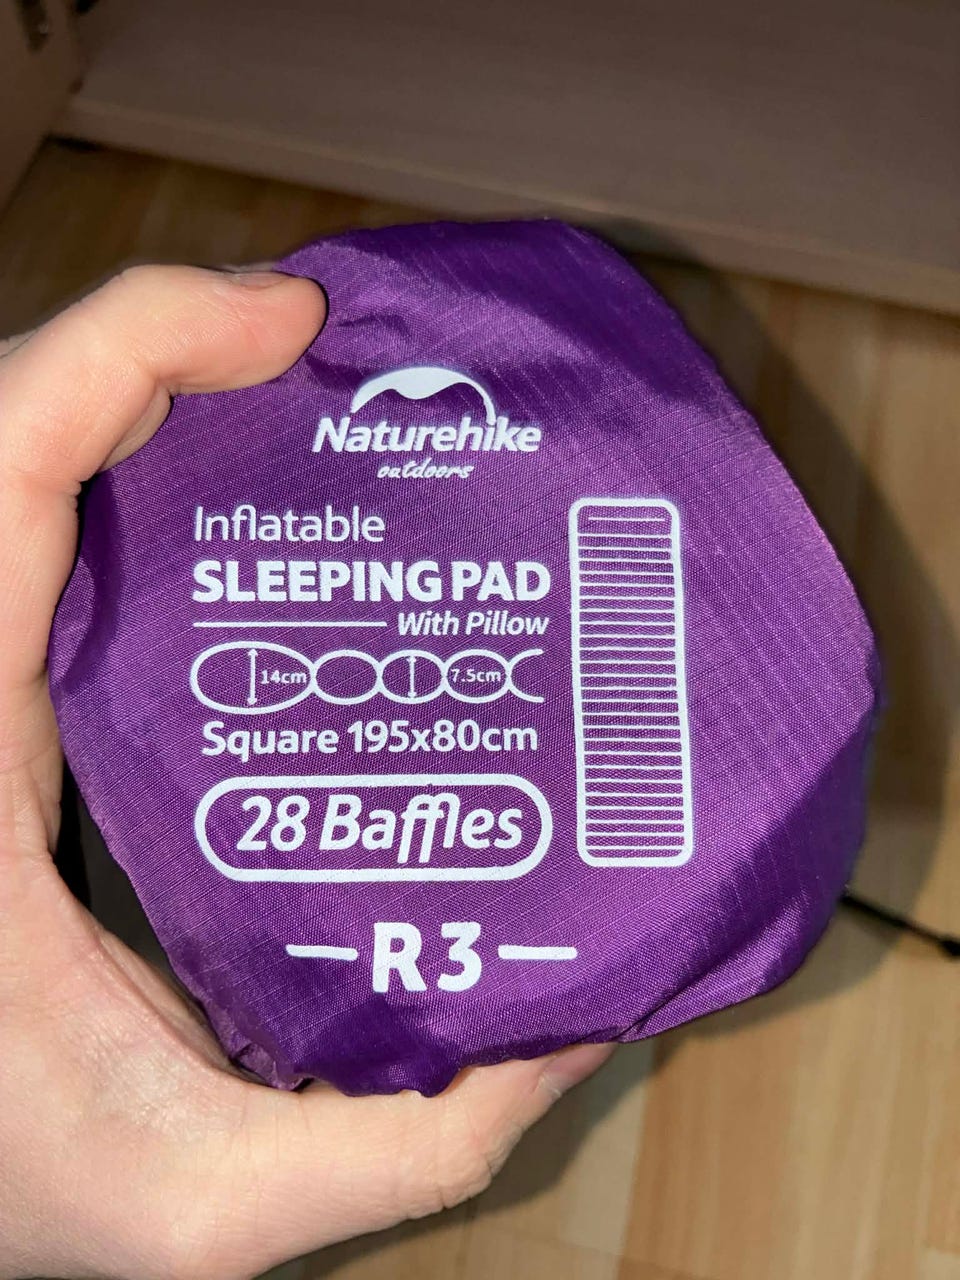 Naturehike
outdoors
Inflatable
SLEEPING PAD
With Pillow
14cm 7.5cm
Square 195x80cm
28 Baffles
R3